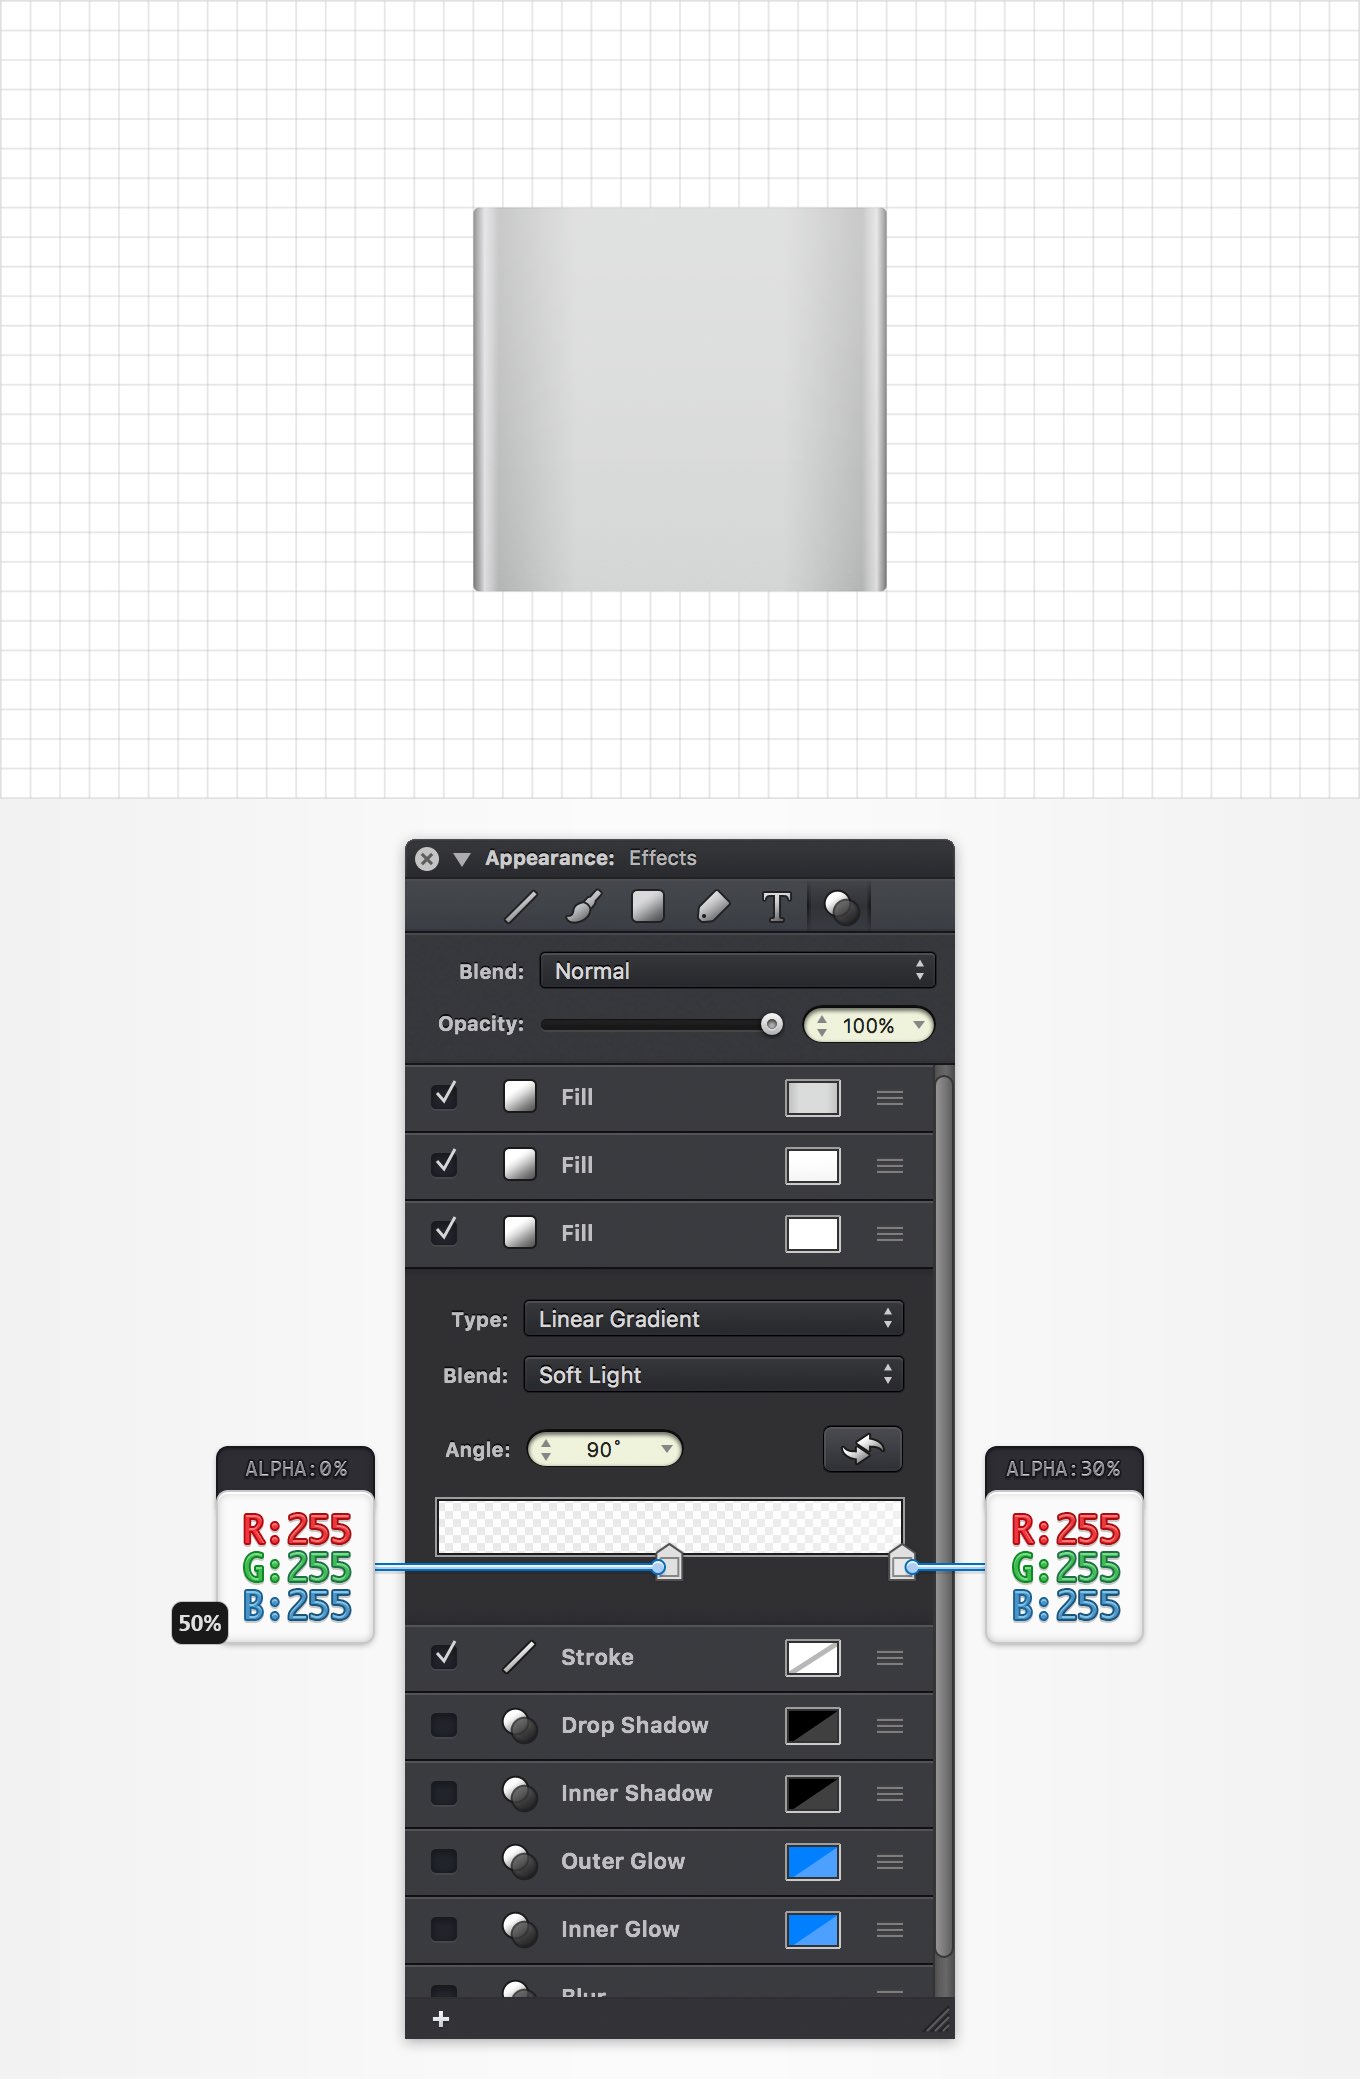 Appearance: Effects
T
Blend: Normal
Opacity: 100%
Fill
Fill
Fill
Type: Linear Gradient
Blend: Soft Light
Angle: 90°
ALPHA:0%
R:255
G:255
B:255
50%
ALPHA:30%
R:255
G:255
B:255
Stroke
Drop Shadow
Inner Shadow
Outer Glow
Inner Glow
Blur
+